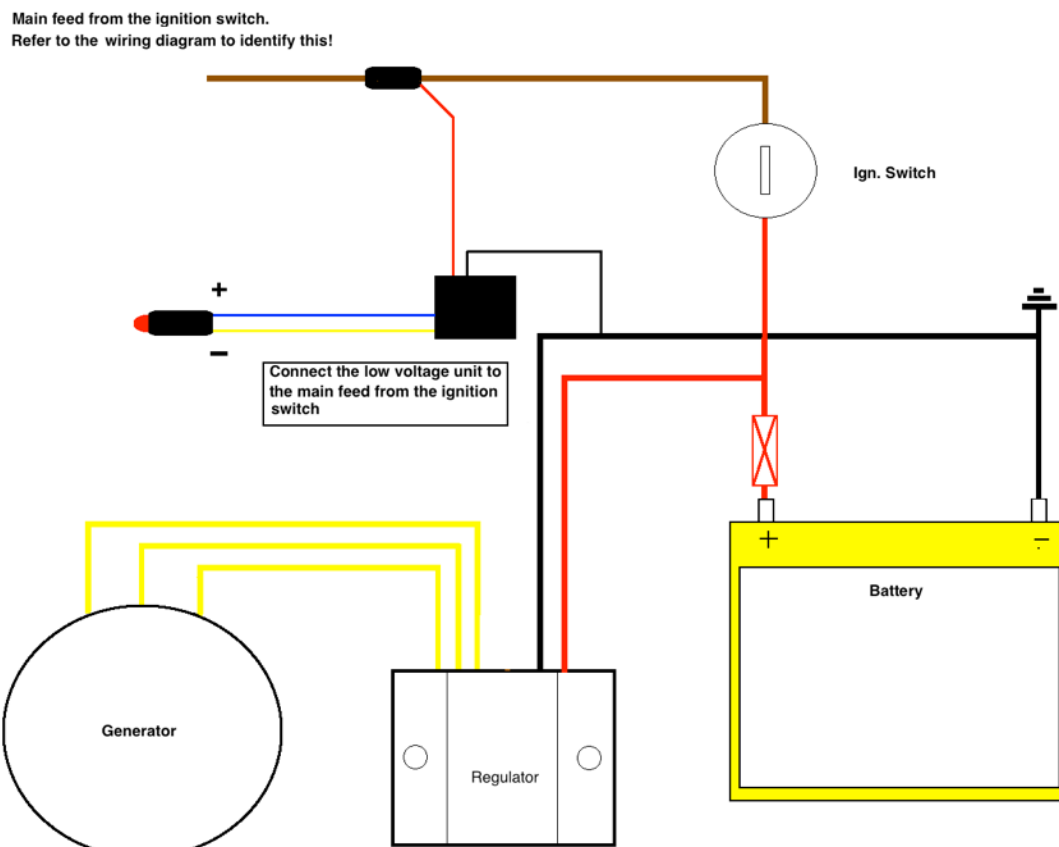 Main feed from the ignition switch.
Refer to the wiring diagram to identify this!
Ign. Switch
+
−
Connect the low voltage unit to
the main feed from the ignition
switch
+
-
Battery
Generator
Regulator